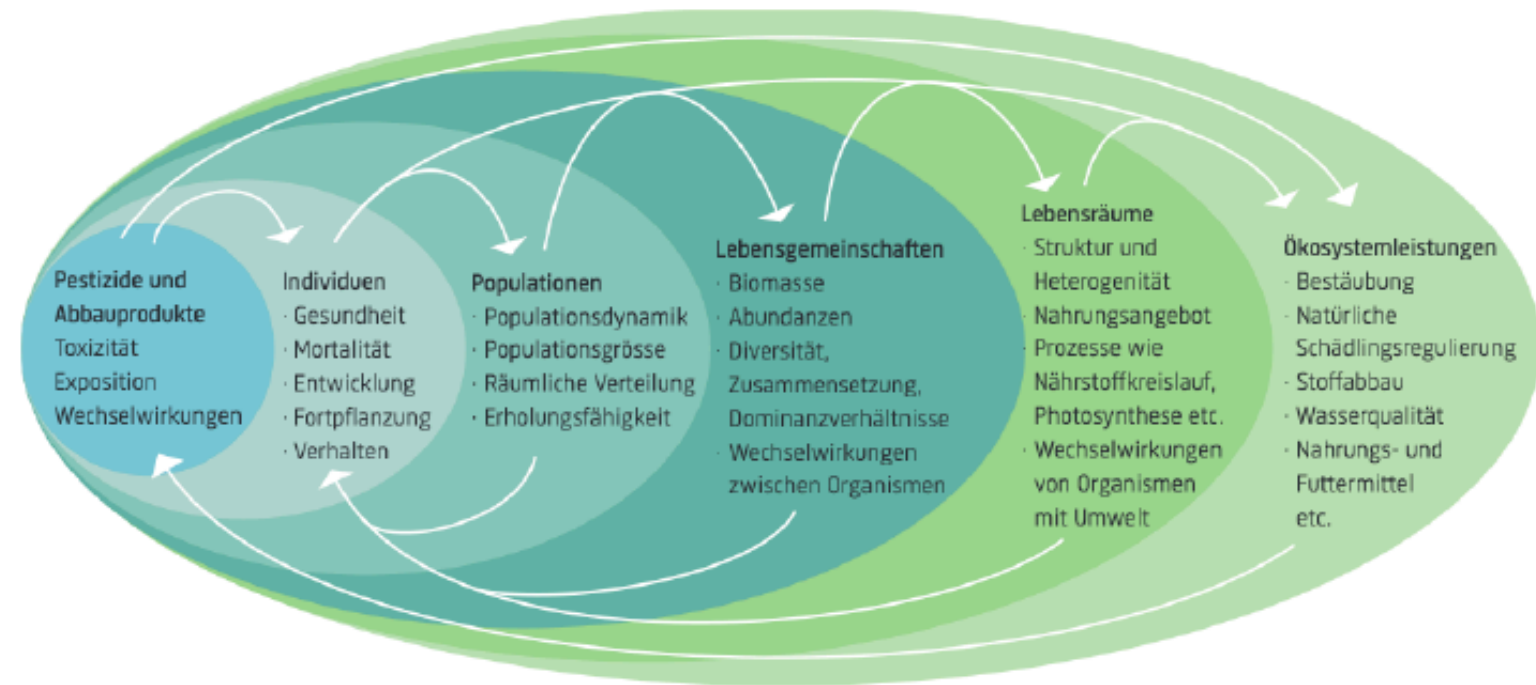 Pestizide und
Abbauprodukte
Toxizität
Exposition
Wechselwirkungen
Individuen
· Gesundheit
· Mortalität
· Entwicklung
· Fortpflanzung
· Verhalten
Populationen
· Populationsdynamik
· Populationsgrösse
· Räumliche Verteilung
· Erholungsfähigkeit
Lebensgemeinschaften
· Biomasse
· Abundanzen
· Diversität,
Zusammensetzung,
Dominanzverhältnisse
· Wechselwirkungen
zwischen Organismen
Lebensräume
· Struktur und
Heterogenität
· Nahrungsangebot
· Prozesse wie
Nährstoffkreislauf,
Photosynthese etc.
· Wechselwirkungen
von Organismen
mit Umwelt
Ökosystemleistungen
· Bestäubung
· Natürliche
Schädlingsregulierung
· Stoffabbau
· Wasserqualität
· Nahrungs- und
Futtermittel
etc.